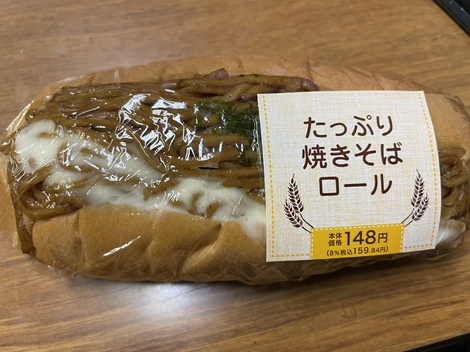 たっぷり
焼きそば
ロール
本体価格 148円
(8%税込159.84円)